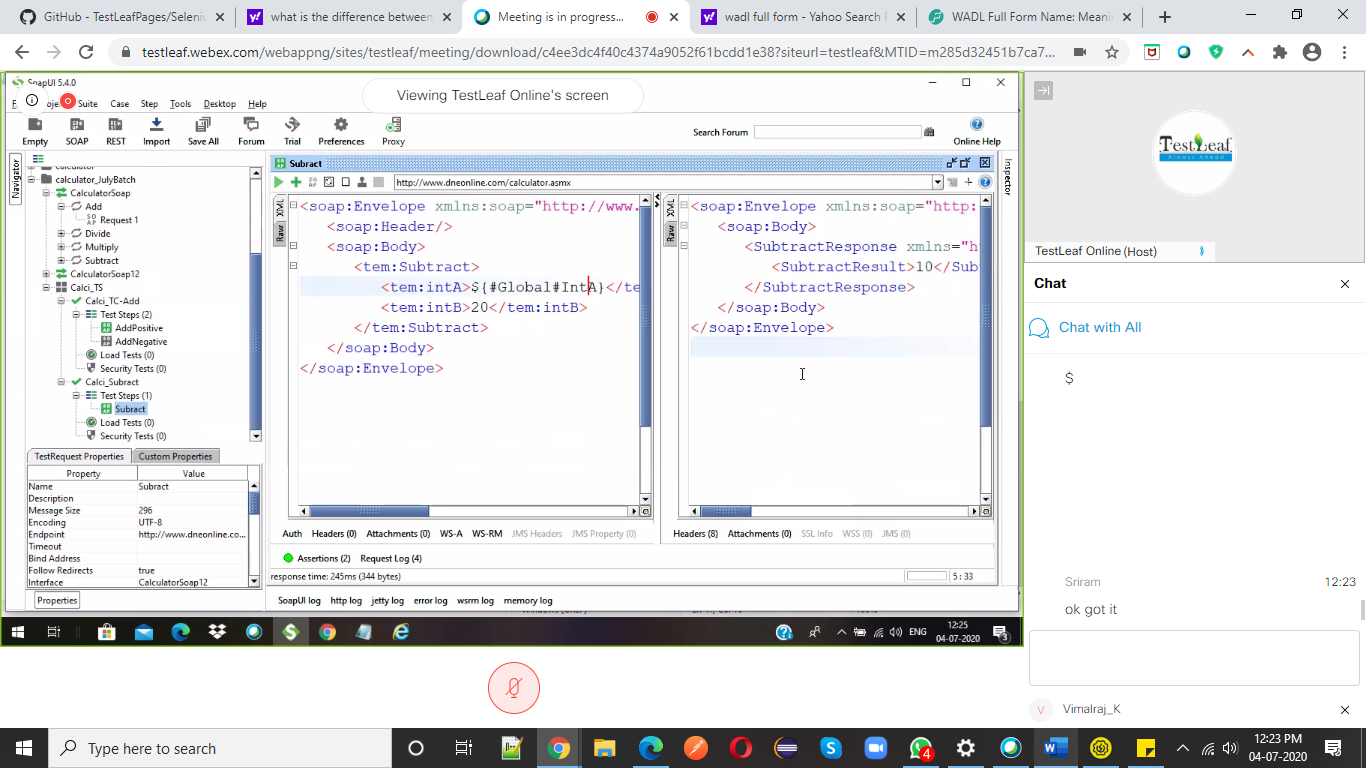 GitHub - TestLeafPages/Seleniu
what is the difference between
Meeting is in progress...
wadl full form - Yahoo Search R
WADL Full Form Name: Meanin
testleaf.webex.com/webappng/sites/testleaf/meeting/download/c4ee3dc4f40c4374a9052f61bcdd1e38?siteurl=testleaf&MTID=m285d32451b7ca7...
SoapUI 5.4.0
Viewing TestLeaf Online's screen
Suite Case Step Tools Desktop Help
Empty SOAP REST Import Save All Forum Trial Preferences Proxy
Search Forum
Online Help
Navigator
calculator_JulyBatch
CalculatorSoap
Add
Request 1
Divide
Multiply
Subtract
CalculatorSoap12
Calci_TS
Calci_TC-Add
Test Steps (2)
AddPositive
AddNegative
Load Tests (0)
Security Tests (0)
Calci_Subract
Test Steps (1)
Subract
Load Tests (0)
Security Tests (0)
TestRequest Properties Custom Properties
Property Value
Name Subract
Description
Message Size 296
Encoding UTF-8
Endpoint http://www.dneonline.co...
Timeout
Bind Address
Follow Redirects true
Interface CalculatorSoap12
Properties
Subract
http://www.dneonline.com/calculator.asmx
XML
Raw
<soap:Envelope xmlns:soap="http://www.
<soap:Header/>
<soap:Body>
<tem:Subtract>
<tem:intA>${#Global#IntA}</te
<tem:intB>20</tem:intB>
</tem:Subtract>
</soap:Body>
</soap:Envelope>
XML
Raw
<soap:Envelope xmlns:soap="http:
<soap:Body>
<SubtractResponse xmlns="h
<SubtractResult>10</Sub
</SubtractResponse>
</soap:Body>
</soap:Envelope>
Inspector
Auth Headers (0) Attachments (0) WS-A WS-RM JMS Headers JMS Property (0)
Headers (8) Attachments (0) SSL Info WSS (0) JMS (0)
Assertions (2) Request Log (4)
response time: 245ms (344 bytes)
5 : 33
SoapUI log http log jetty log error log wsrm log memory log
ENG
12:25
04-07-2020
3
TestLeaf
Always Ahead
TestLeaf Online (Host)
Chat
Chat with All
$
Sriram 12:23
ok got it
V Vimalraj_K
Type here to search
4
12:23 PM
04-07-2020